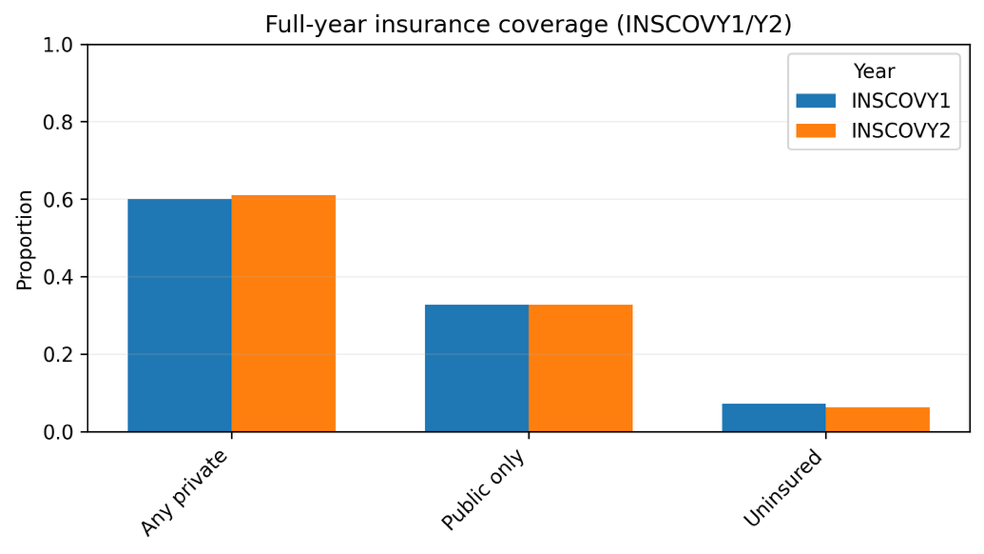 Full-year insurance coverage (INSCOVY1/Y2)
1.0
0.8
0.6
0.4
0.2
0.0
Proportion
Year
INSCOVY1
INSCOVY2
Any private
Public only
Uninsured